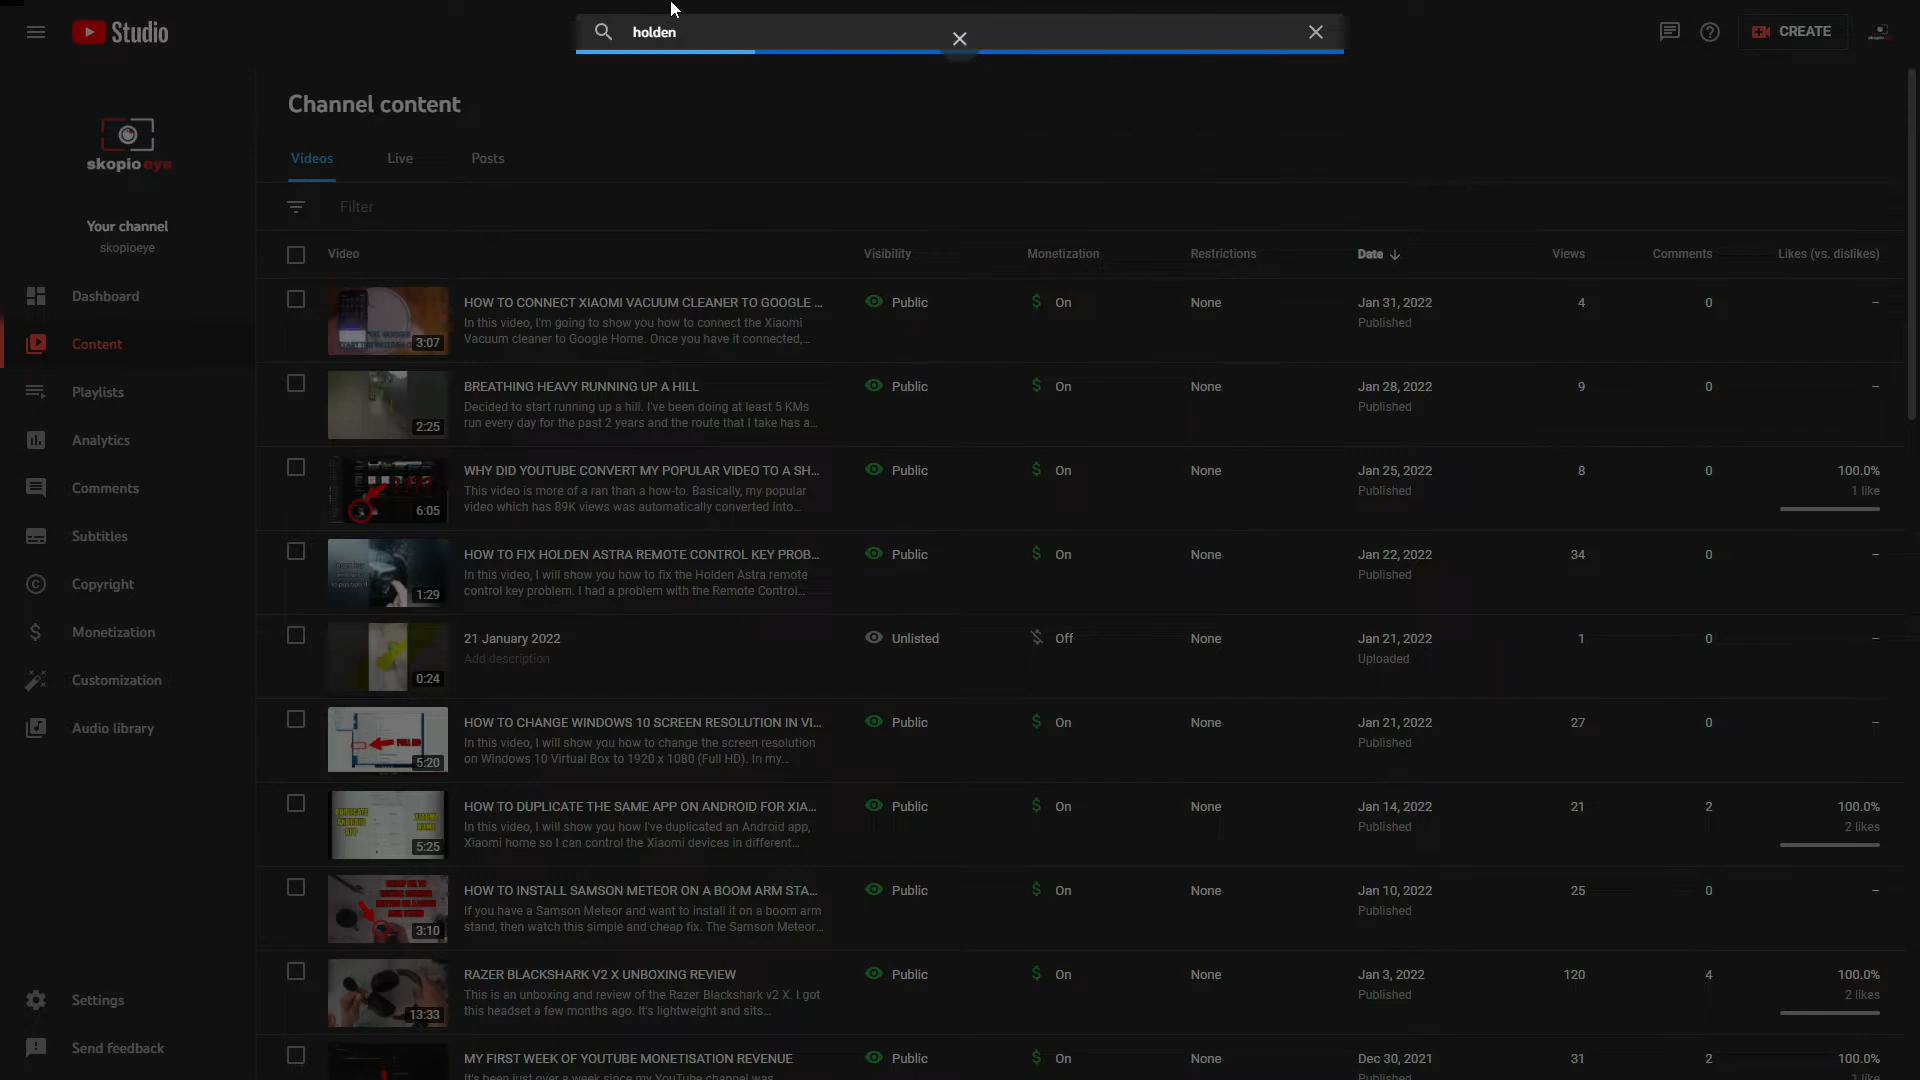 Studio
holden
CREATE
Channel content
Videos
Live
Posts
Filter
skopioeye
Your channel
skopioeye
Dashboard
Content
Playlists
Analytics
Comments
Subtitles
Copyright
Monetization
Customization
Audio library
Settings
Send feedback
Video
Visibility
Monetization
Restrictions
Date
Views
Comments
Likes (vs. dislikes)
3:07
HOW TO CONNECT XIAOMI VACUUM CLEANER TO GOOGLE ...
In this video, I'm going to show you how to connect the Xiaomi
Vacuum cleaner to Google Home. Once you have it connected,...
Public
On
None
Jan 31, 2022
Published
4
0
–
2:25
BREATHING HEAVY RUNNING UP A HILL
Decided to start running up a hill. I've been doing at least 5 KMs
run every day for the past 2 years and the route that I take has a...
Public
On
None
Jan 28, 2022
Published
9
0
–
6:05
WHY DID YOUTUBE CONVERT MY POPULAR VIDEO TO A SH...
This video is more of a ran than a how-to. Basically, my popular
video which has 89K views was automatically converted into...
Public
On
None
Jan 25, 2022
Published
8
0
100.0%
1 like
1:29
HOW TO FIX HOLDEN ASTRA REMOTE CONTROL KEY PROB...
In this video, I will show you how to fix the Holden Astra remote
control key problem. I had a problem with the Remote Control...
Public
On
None
Jan 22, 2022
Published
34
0
–
0:24
21 January 2022
Add description
Unlisted
Off
None
Jan 21, 2022
Uploaded
1
0
–
FULL HD
5:20
HOW TO CHANGE WINDOWS 10 SCREEN RESOLUTION IN VI...
In this video, I will show you how to change the screen resolution
on Windows 10 Virtual Box to 1920 x 1080 (Full HD). In my...
Public
On
None
Jan 21, 2022
Published
27
0
–
DUPLICATE
ANDROID
APP
XIAOMI
HOME
5:25
HOW TO DUPLICATE THE SAME APP ON ANDROID FOR XIA...
In this video, I will show you how I've duplicated an Android app,
Xiaomi home so I can control the Xiaomi devices in different...
Public
On
None
Jan 14, 2022
Published
21
2
100.0%
2 likes
3:10
HOW TO INSTALL SAMSON METEOR ON A BOOM ARM STA...
If you have a Samson Meteor and want to install it on a boom arm
stand, then watch this simple and cheap fix. The Samson Meteor...
Public
On
None
Jan 10, 2022
Published
25
0
–
13:33
RAZER BLACKSHARK V2 X UNBOXING REVIEW
This is an unboxing and review of the Razer Blackshark v2 X. I got
this headset a few months ago. It's lightweight and sits...
Public
On
None
Jan 3, 2022
Published
120
4
100.0%
2 likes
MY FIRST WEEK OF YOUTUBE MONETISATION REVENUE
It's been just over a week since my YouTube channel was
Public
On
None
Dec 30, 2021
Published
31
2
100.0%
1 like